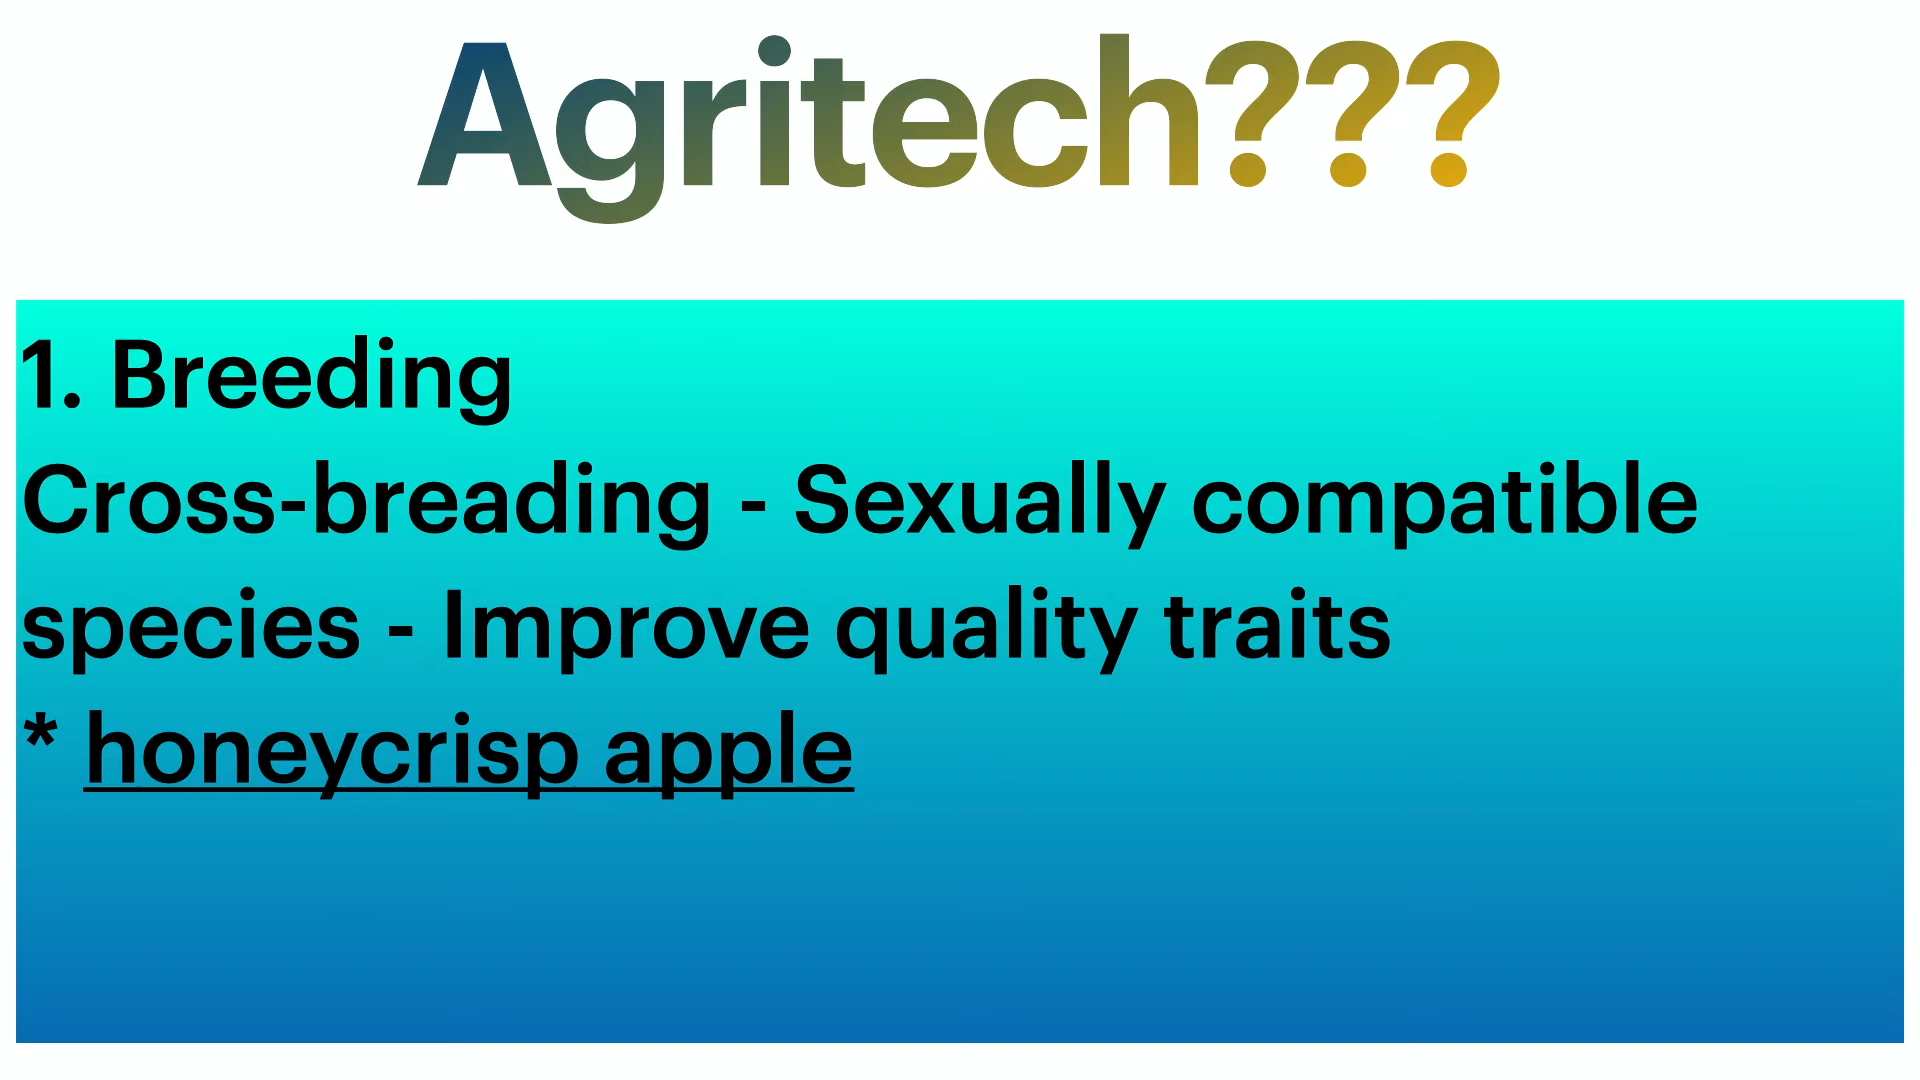 Agritech???
1. Breeding
Cross-breading - Sexually compatible
species - Improve quality traits
* honeycrisp apple